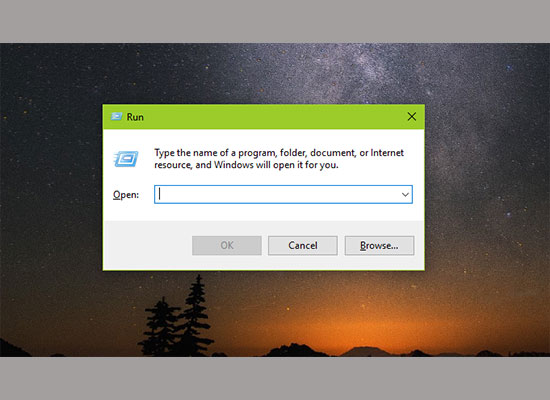 Run
Type the name of a program, folder, document, or Internet
resource, and Windows will open it for you.
Open:
OK Cancel Browse...